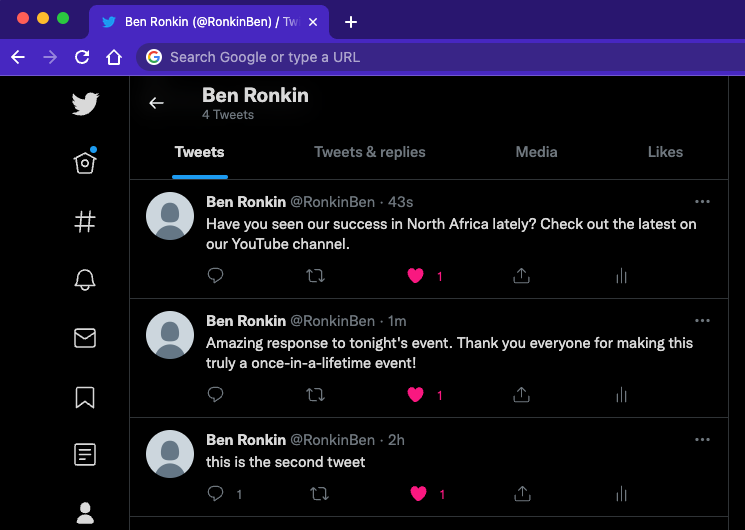 Ben Ronkin (@RonkinBen) / Tw
Search Google or type a URL
Ben Ronkin
4 Tweets
Tweets Tweets & replies Media Likes
Ben Ronkin @RonkinBen · 43s
Have you seen our success in North Africa lately? Check out the latest on
our YouTube channel.
1
Ben Ronkin @RonkinBen · 1m
Amazing response to tonight's event. Thank you everyone for making this
truly a once-in-a-lifetime event!
1
Ben Ronkin @RonkinBen · 2h
this is the second tweet
1 1